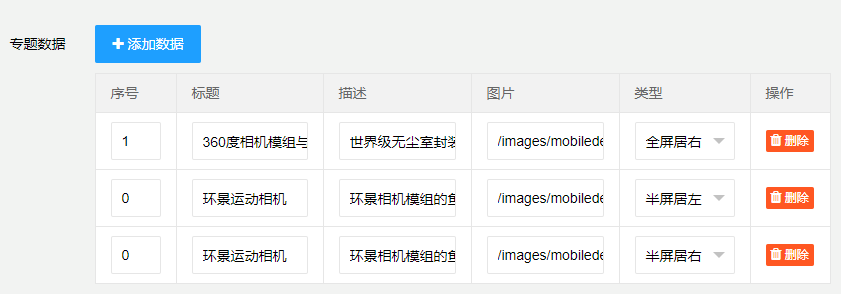 专题数据 添加数据
序号 标题 描述 图片 类型 操作
1 360度相机模组与 世界级无尘室封装 /images/mobilede 全屏居右 删除
0 环景运动相机 环景相机模组的鱼 /images/mobilede 半屏居左 删除
0 环景运动相机 环景相机模组的鱼 /images/mobilede 半屏居右 删除